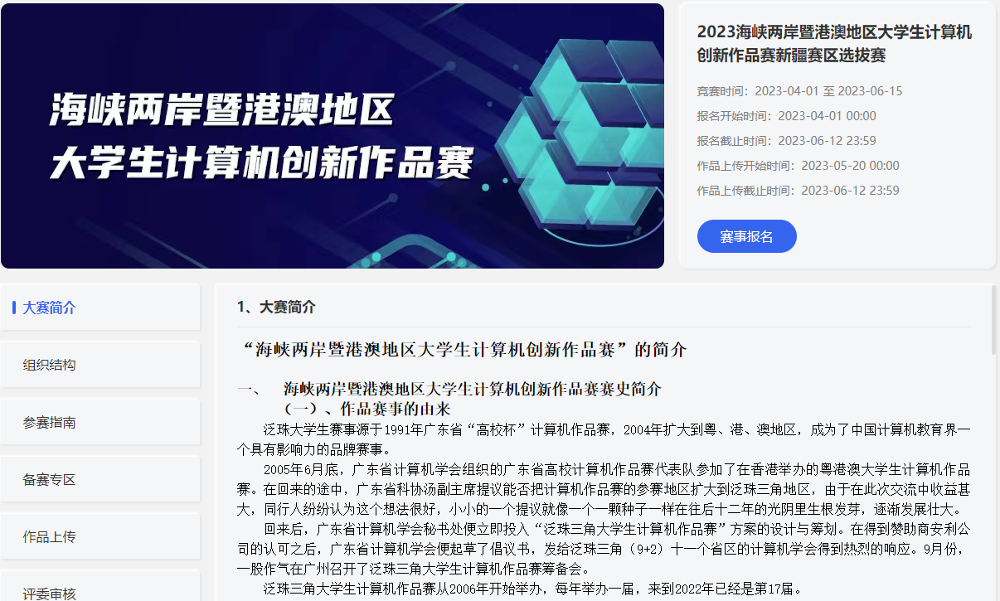 海峡两岸暨港澳地区
大学生计算机创新作品赛
2023海峡两岸暨港澳地区大学生计算机
创新作品赛新疆赛区选拔赛
竞赛时间：2023-04-01 至 2023-06-15
报名开始时间：2023-04-01 00:00
报名截止时间：2023-06-12 23:59
作品上传开始时间：2023-05-20 00:00
作品上传截止时间：2023-06-12 23:59
赛事报名
大赛简介
组织结构
参赛指南
备赛专区
作品上传
评委审核
1、大赛简介
“海峡两岸暨港澳地区大学生计算机创新作品赛”的简介
一、 海峡两岸暨港澳地区大学生计算机创新作品赛赛史简介
（一）、作品赛事的由来
泛珠大学生赛事源于1991年广东省“高校杯”计算机作品赛，2004年扩大到粤、港、澳地区，成为了中国计算机教育界一
个具有影响力的品牌赛事。
2005年6月底，广东省计算机学会组织的广东省高校计算机作品赛代表队参加了在香港举办的粤港澳大学生计算机作品
赛。在回来的途中，广东省科协汤副主席提议能否把计算机作品赛的参赛地区扩大到泛珠三角地区，由于在此次交流中收益甚
大，同行人纷纷认为这个想法很好，小小的一个提议就像一个一颗种子一样在往后十二年的光阴里生根发芽，逐渐发展壮大。
回来后，广东省计算机学会秘书处便立即投入“泛珠三角大学生计算机作品赛”方案的设计与筹划。在得到赞助商安利公
司的认可之后，广东省计算机学会便起草了倡议书，发给泛珠三角（9+2）十一个省区的计算机学会得到热烈的响应。9月份，
一股作气在广州召开了泛珠三角大学生计算机作品赛筹备会。
泛珠三角大学生计算机作品赛从2006年开始举办，每年举办一届，来到2022年已经是第17届。